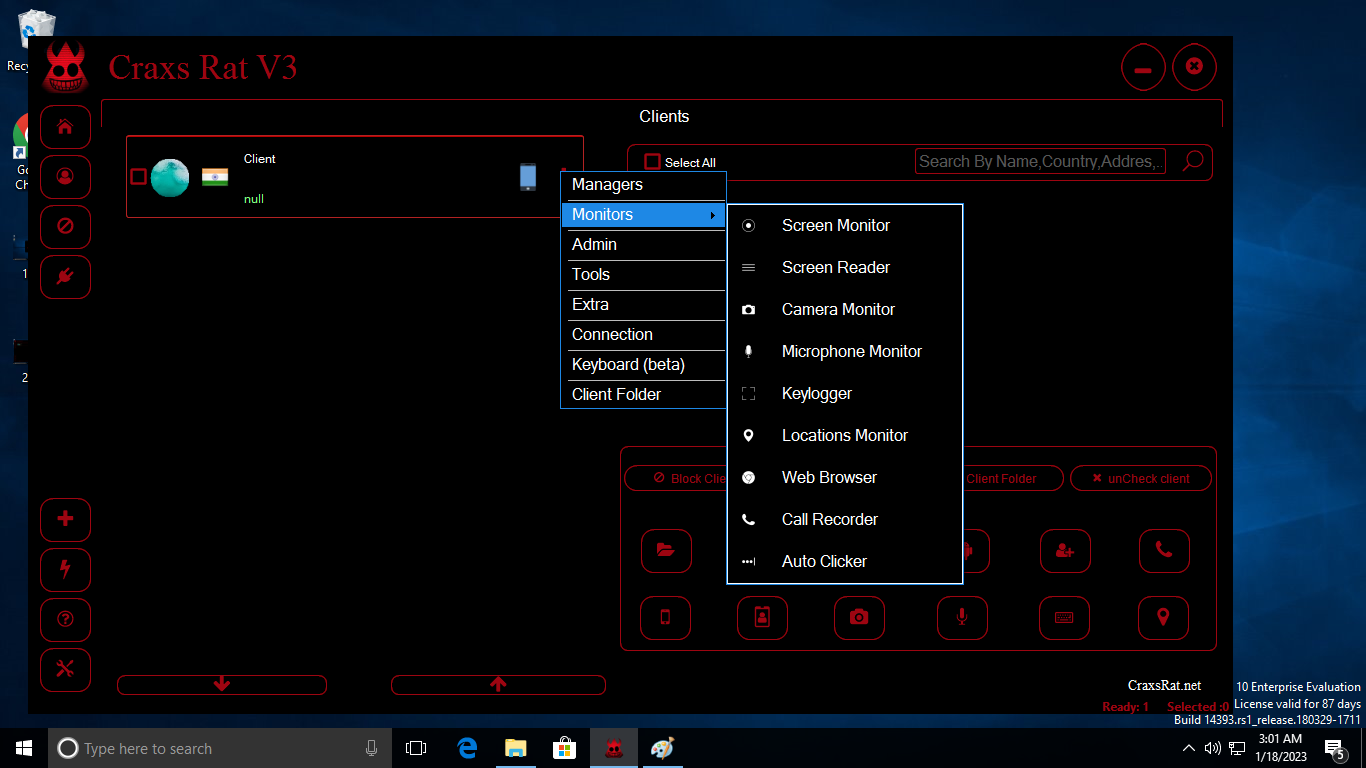 Recy
Craxs Rat V3
Clients
Client
null
Select All
Search By Name,Country,Addres,.
Managers
Monitors
Admin
Tools
Extra
Connection
Keyboard (beta)
Client Folder
Screen Monitor
Screen Reader
Camera Monitor
Microphone Monitor
Keylogger
Locations Monitor
Web Browser
Call Recorder
Auto Clicker
Go
Ch
1
2
Block Clie
Client Folder
unCheck client
CraxsRat.net
Ready: 1
Selected :0
10 Enterprise Evaluation
License valid for 87 days
Build 14393.rs1_release.180329-1711
Type here to search
3:01 AM
1/18/2023
5